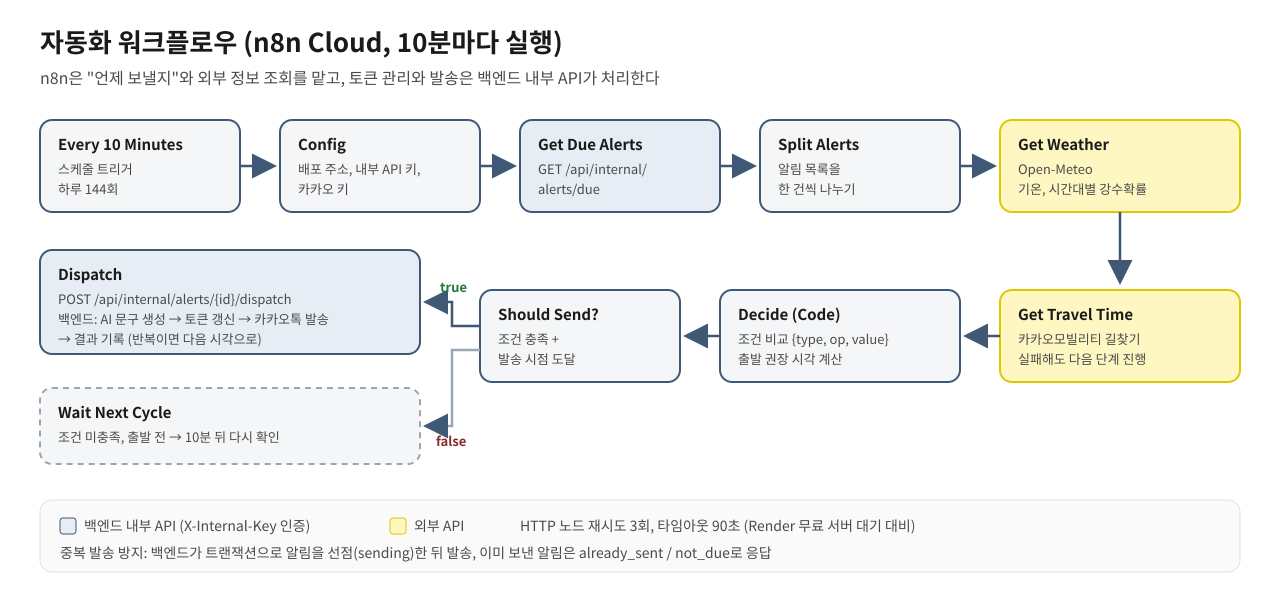 자동화 워크플로우 (n8n Cloud, 10분마다 실행)
n8n은 "언제 보낼지"와 외부 정보 조회를 맡고, 토큰 관리와 발송은 백엔드 내부 API가 처리한다
Every 10 Minutes
스케줄 트리거
하루 144회
Config
배포 주소, 내부 API 키,
카카오 키
Get Due Alerts
GET /api/internal/
alerts/due
Split Alerts
알림 목록을
한 건씩 나누기
Get Weather
Open-Meteo
기온, 시간대별 강수확률
Get Travel Time
카카오모빌리티 길찾기
실패해도 다음 단계 진행
Decide (Code)
조건 비교 {type, op, value}
출발 권장 시각 계산
Should Send?
조건 충족 +
발송 시점 도달
true
Dispatch
POST /api/internal/alerts/{id}/dispatch
백엔드: AI 문구 생성 → 토큰 갱신 → 카카오톡 발송
→ 결과 기록 (반복이면 다음 시각으로)
false
Wait Next Cycle
조건 미충족, 출발 전 → 10분 뒤 다시 확인
백엔드 내부 API (X-Internal-Key 인증)
외부 API
HTTP 노드 재시도 3회, 타임아웃 90초 (Render 무료 서버 대기 대비)
중복 발송 방지: 백엔드가 트랜잭션으로 알림을 선점(sending)한 뒤 발송, 이미 보낸 알림은 already_sent / not_due로 응답